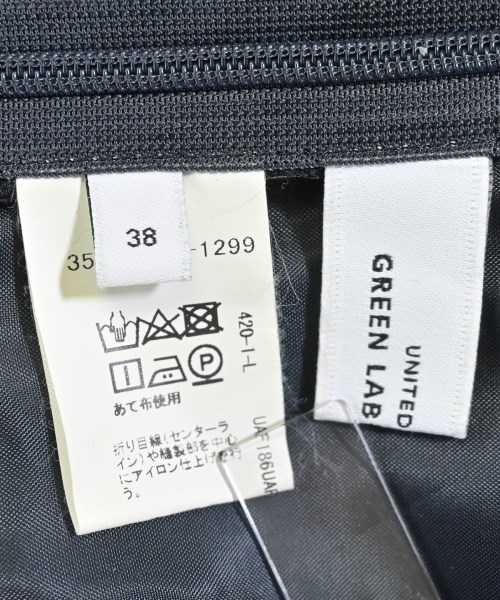 38
35
-1299
420-I-L
あて布使用
折り目線(センターラ
イン)や縫製部を中心
にアイロン仕上げを行
う。
UAF186UAR
UNITED
GREEN LAB